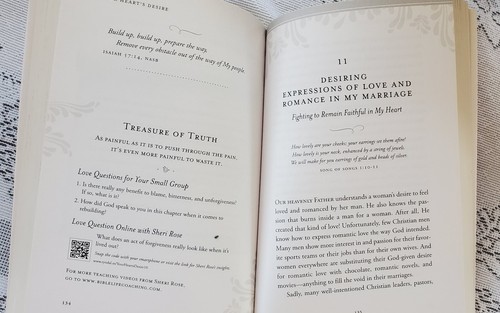 HEART'S DESIRE
Build up, build up, prepare the way,
Remove every obstacle out of the way of My people.
ISAIAH 57:14, NASB
TREASURE OF TRUTH
AS PAINFUL AS IT IS TO PUSH THROUGH THE PAIN,
IT'S EVEN MORE PAINFUL TO WASTE IT.
Love Questions for Your Small Group
1. Is there really any benefit to blame, bitterness, and unforgiveness?
If so, what is it?
2. How did God speak to you in this chapter when it comes to
rebuilding?
Love Question Online with Sheri Rose
What does an act of forgiveness really look like when it's
lived out?
Snap the code with your smartphone or visit the link for Sheri Rose's insights
FOR MORE TEACHING VIDEOS FROM SHERI ROSE,
GO TO WWW.BIBLELIFECOACHING.COM.
134
11
DESIRING
EXPRESSIONS OF LOVE AND
ROMANCE IN MY MARRIAGE
Fighting to Remain Faithful in My Heart
How lovely are your cheeks; your earrings set them afire!
How lovely is your neck, enhanced by a string of jewels.
We will make for you earrings of gold and beads of silver.
SONG OF SONGS 1:10-11
OUR HEAVENLY FATHER understands a woman's desire to feel
loved and romanced by her man. He also knows the pas-
sion that burns inside a man for a woman. After all, He
created that kind of love! Unfortunately, few Christian men
know how to express romantic love the way God intended.
Many men show more interest in and passion for their favor-
ite sports teams or their jobs than for their own wives. And
women everywhere are substituting their God-given desire
for romantic love with chocolate, romantic novels, and
movies—anything to fill the void in their marriages.
Sadly, many well-intentioned Christian leaders, pastors,